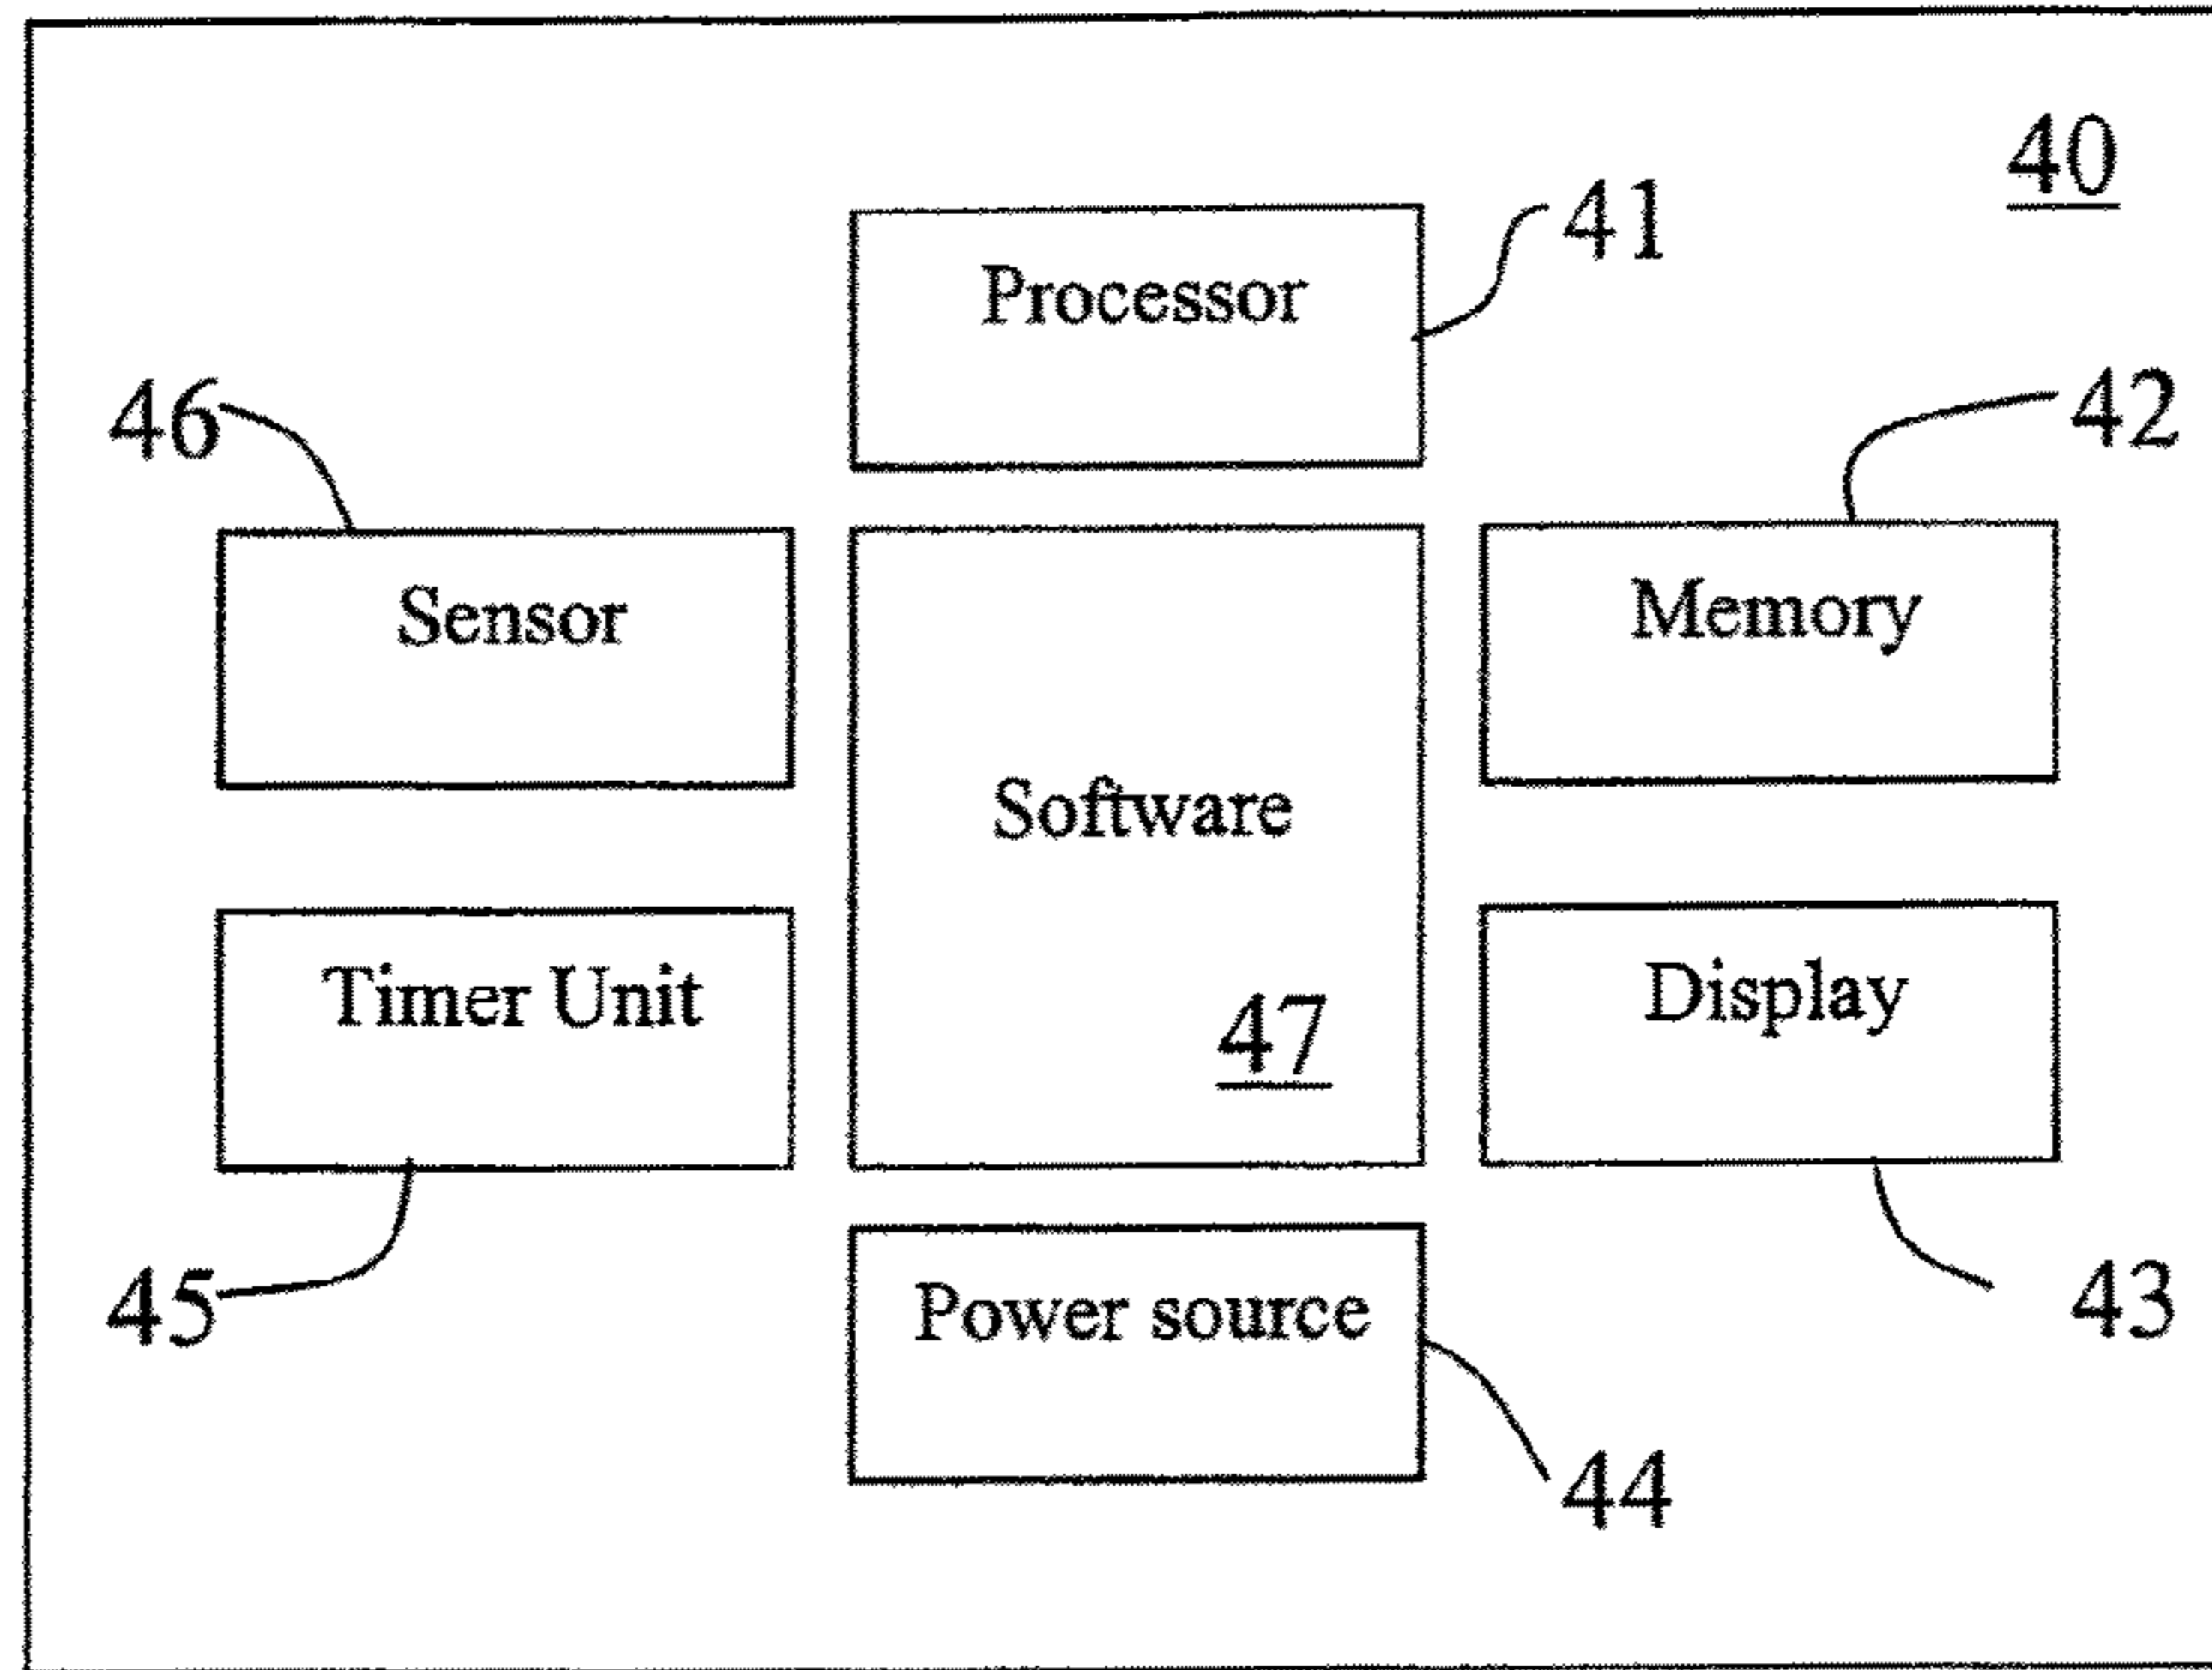 40
Processor
41
46
42
Sensor
Memory
Software
Timer Unit
Display
47
45
43
Power source
44